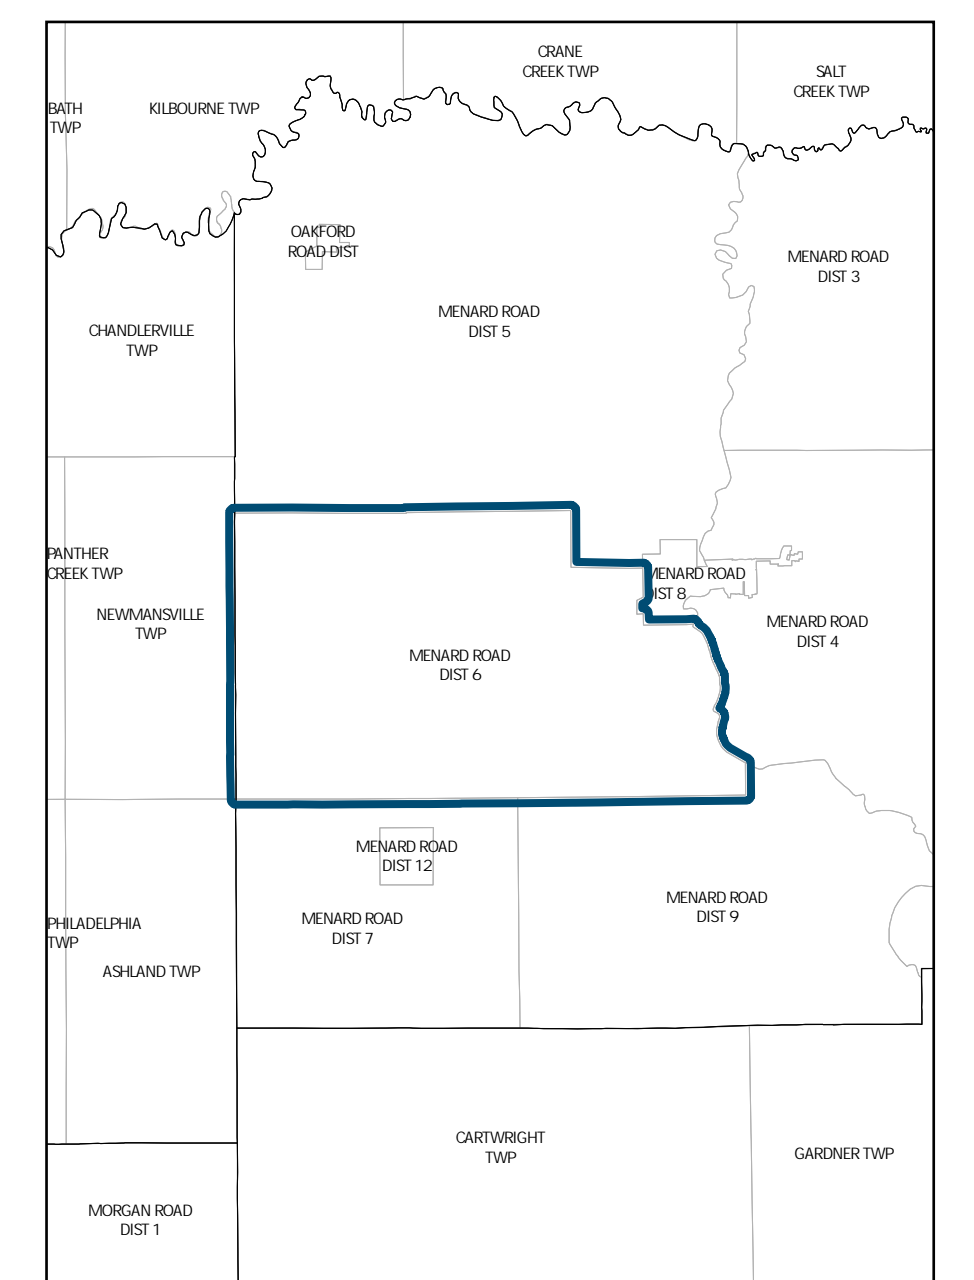 CRANE
CREEK TWP
SALT
CREEK TWP
BATH
TWP
KILBOURNE TWP
OAKFORD
ROAD DIST
MENARD ROAD
DIST 3
MENARD ROAD
DIST 5
CHANDLERVILLE
TWP
PANTHER
CREEK TWP
MENARD ROAD
DIST 8
NEWMANSVILLE
TWP
MENARD ROAD
DIST 4
MENARD ROAD
DIST 6
MENARD ROAD
DIST 12
MENARD ROAD
DIST 9
MENARD ROAD
DIST 7
PHILADELPHIA
TWP
ASHLAND TWP
CARTWRIGHT
TWP
GARDNER TWP
MORGAN ROAD
DIST 1